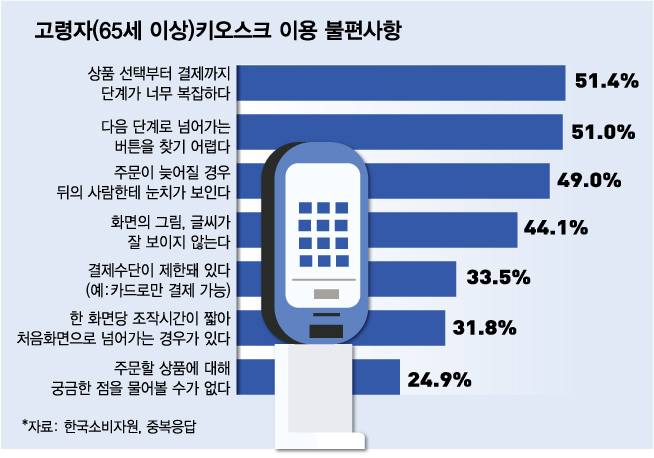 고령자(65세 이상)키오스크 이용 불편사항
상품 선택부터 결제까지
단계가 너무 복잡하다
51.4%
다음 단계로 넘어가는
버튼을 찾기 어렵다
51.0%
주문이 늦어질 경우
뒤의 사람한테 눈치가 보인다
49.0%
화면의 그림, 글씨가
잘 보이지 않는다
44.1%
결제수단이 제한돼 있다
(예:카드로만 결제 가능)
33.5%
한 화면당 조작시간이 짧아
처음화면으로 넘어가는 경우가 있다
31.8%
주문할 상품에 대해
궁금한 점을 물어볼 수가 없다
24.9%
*자료: 한국소비자원, 중복응답